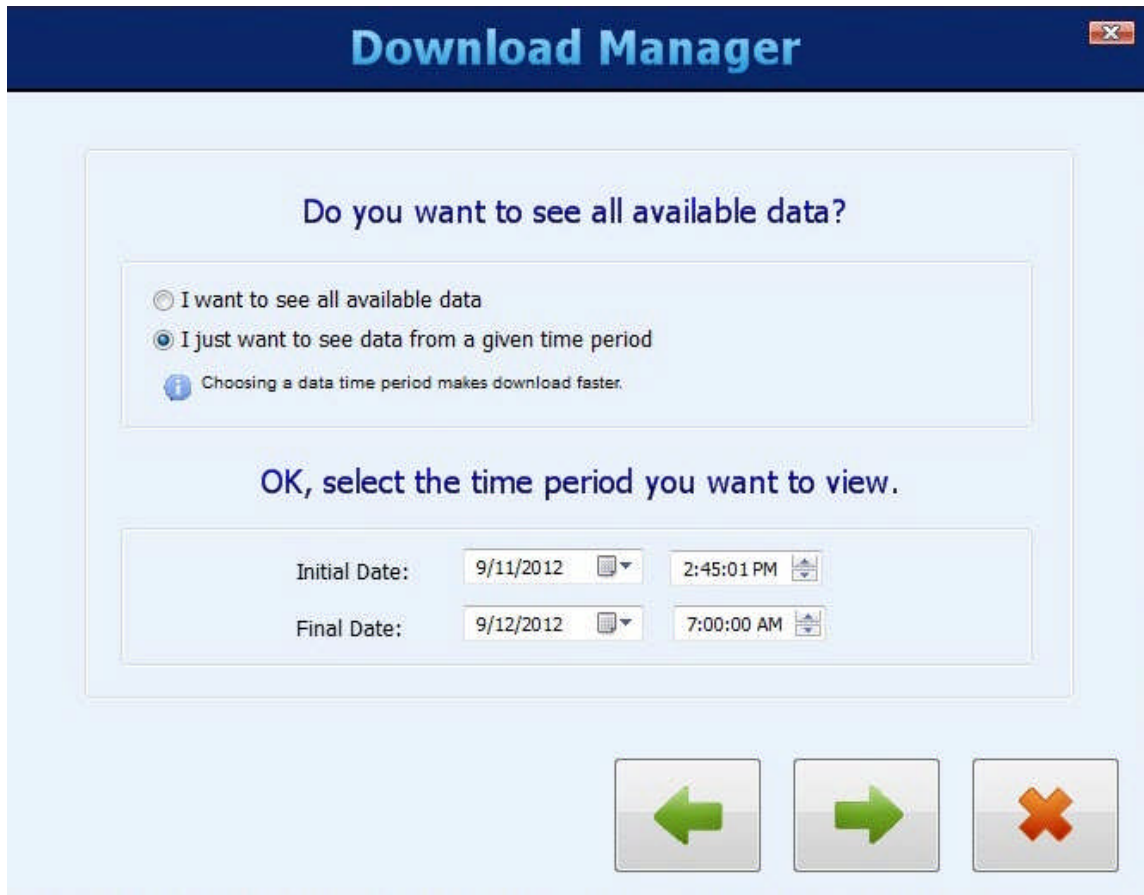 Download Manager
Do you want to see all available data?
I want to see all available data
I just want to see data from a given time period
Choosing a data time period makes download faster.
OK, select the time period you want to view.
Initial Date: 9/11/2012 2:45:01 PM
Final Date: 9/12/2012 7:00:00 AM